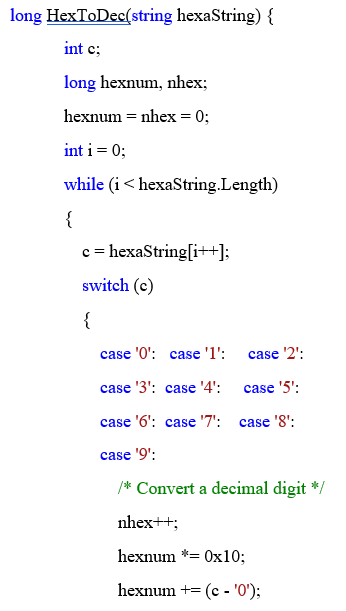 long HexToDec(string hexaString) {
int c;
long hexnum, nhex;
hexnum = nhex = 0;
int i = 0;
while (i < hexaString.Length)
{
c = hexaString[i++];
switch (c)
{
case '0': case '1': case '2':
case '3': case '4': case '5':
case '6': case '7': case '8':
case '9':
/* Convert a decimal digit */
nhex++;
hexnum *= 0x10;
hexnum += (c - '0');